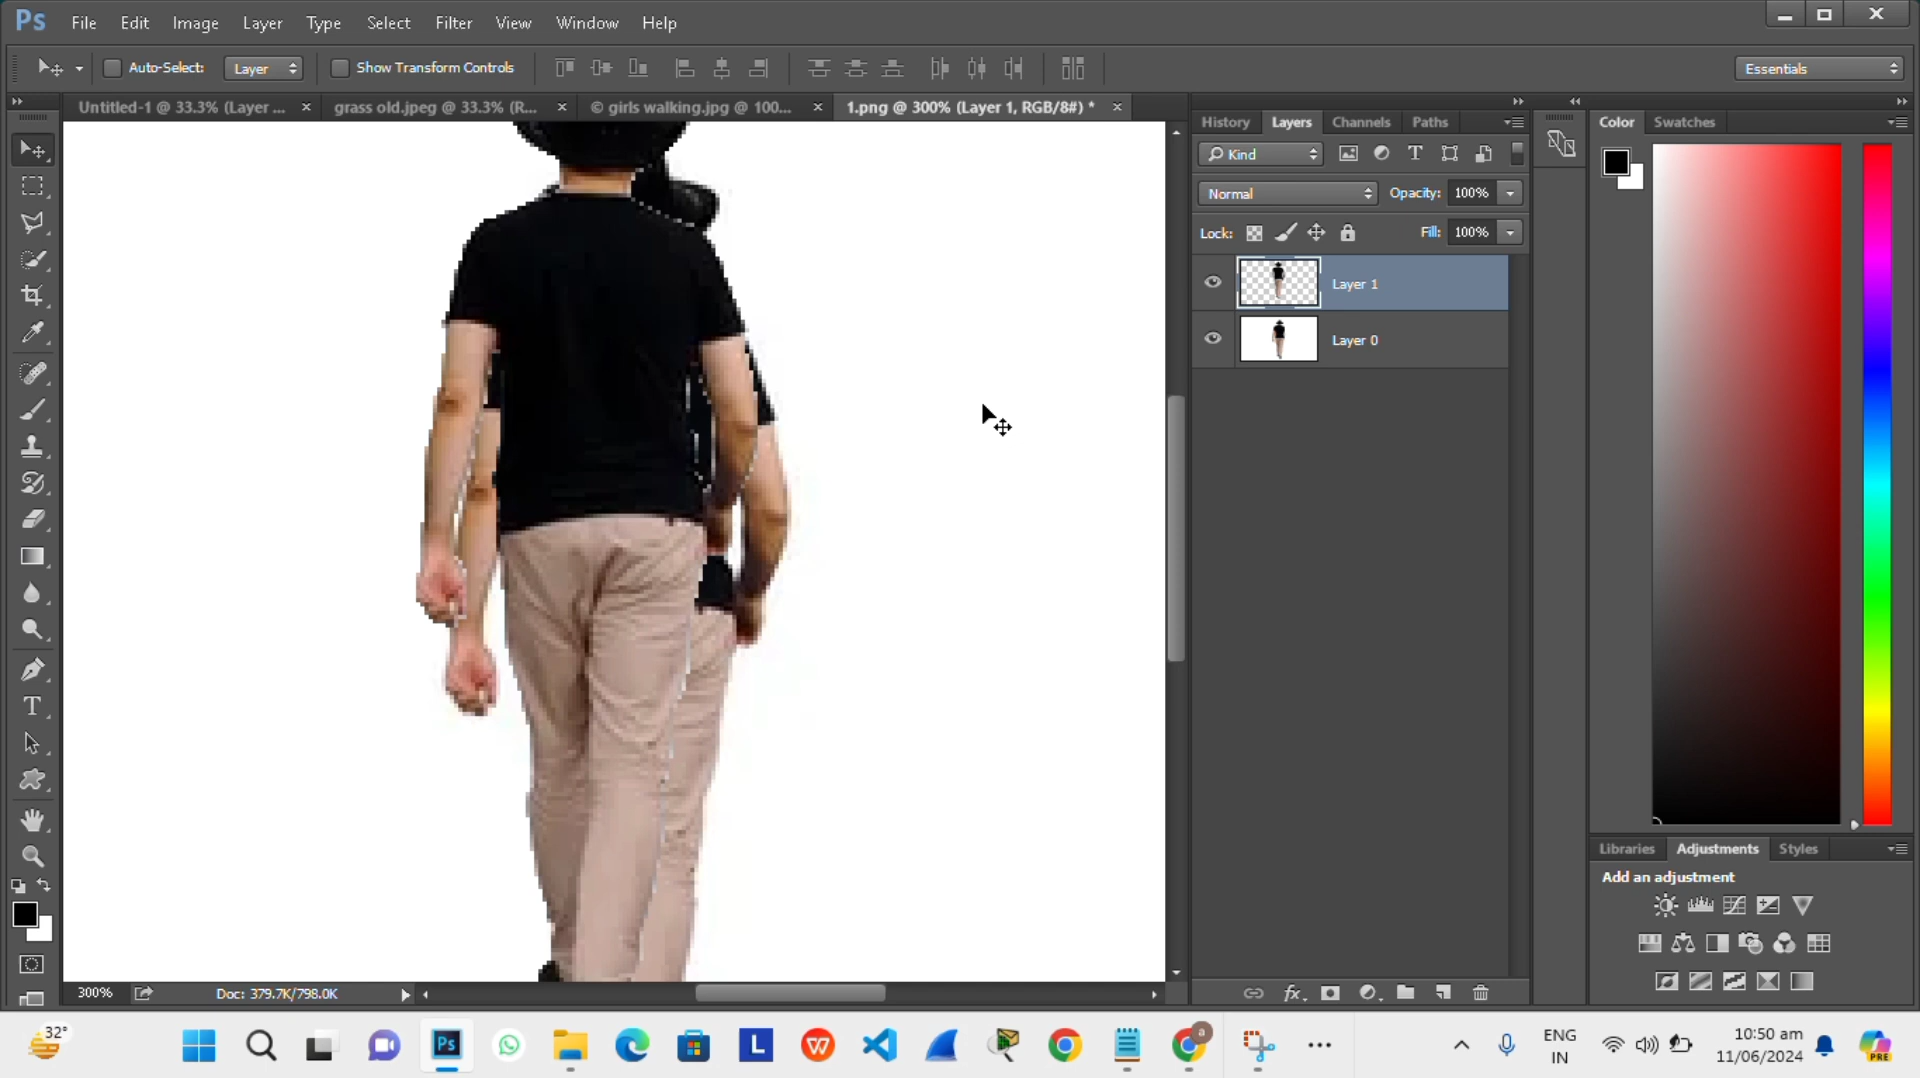 Ps File Edit Image Layer Type Select Filter View Window Help
Auto-Select: Layer Show Transform Controls Essentials
Untitled-1 @ 33.3% (Layer ... × grass old.jpeg @ 33.3% (R... × © girls walking.jpg @ 100... × 1.png @ 300% (Layer 1, RGB/8#) * ×
History Layers Channels Paths
Color Swatches
Kind
Normal Opacity: 100%
Lock: Fill: 100%
Layer 1
Layer 0
Libraries Adjustments Styles
Add an adjustment
300% Doc: 379.7K/798.0K
32°
Ps
L
W
a
ENG
IN
10:50 am
11/06/2024
PRE